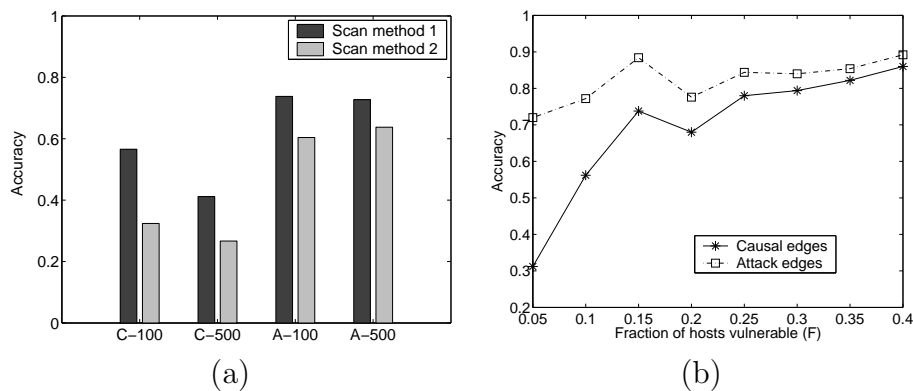 1
0.8
0.6
0.4
0.2
0
Accuracy
Scan method 1
Scan method 2
C−100
C−500
A−100
A−500
(a)
1
0.9
0.8
0.7
0.6
0.5
0.4
0.3
0.2
Accuracy
Causal edges
Attack edges
0.05
0.1
0.15
0.2
0.25
0.3
0.35
0.4
Fraction of hosts vulnerable (F)
(b)